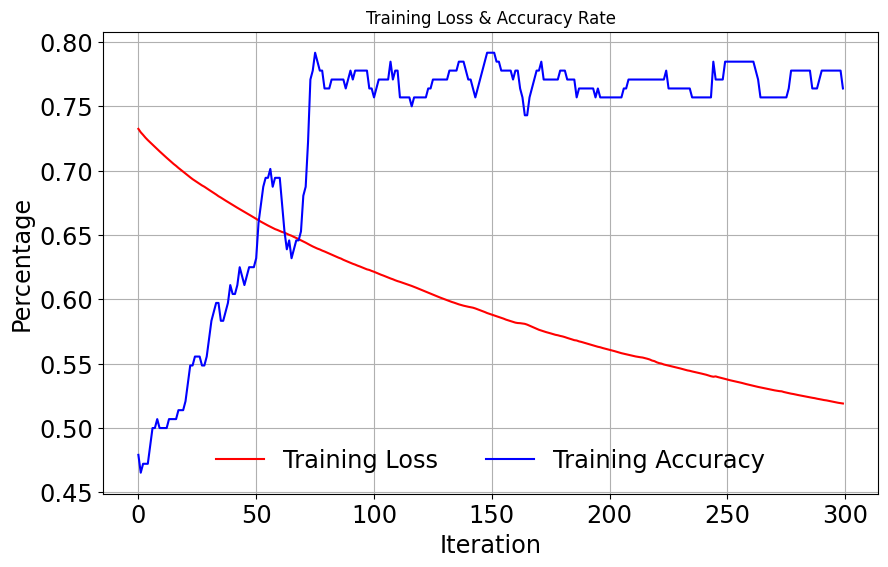 Training Loss & Accuracy Rate
Percentage
0.80
0.75
0.70
0.65
0.60
0.55
0.50
0.45
Training Loss
Training Accuracy
0 50 100 150 200 250 300
Iteration